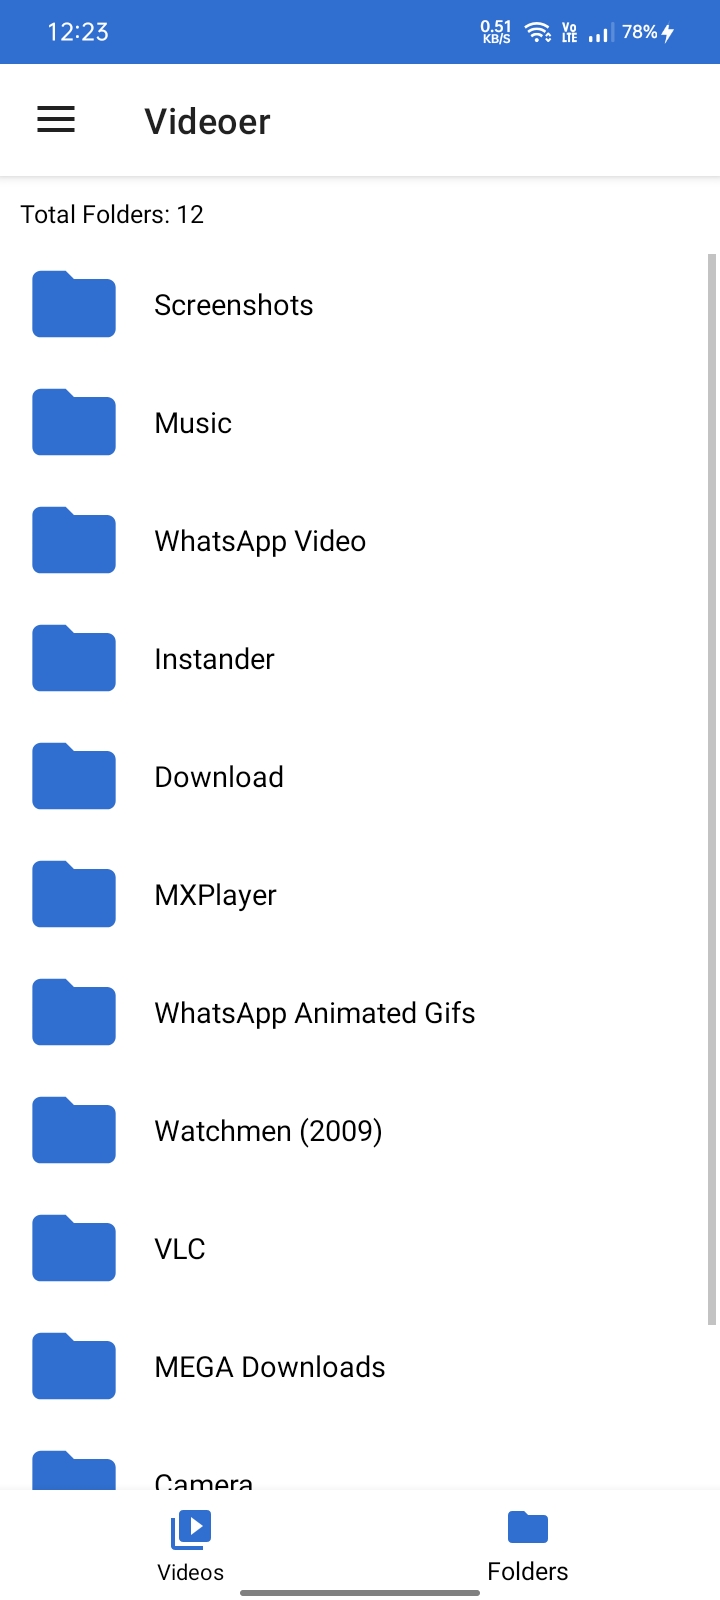 12:23
0.51
KB/S
Vo
LTE
78%
Videoer
Total Folders: 12
Screenshots
Music
WhatsApp Video
Instander
Download
MXPlayer
WhatsApp Animated Gifs
Watchmen (2009)
VLC
MEGA Downloads
Camera
Videos
Folders